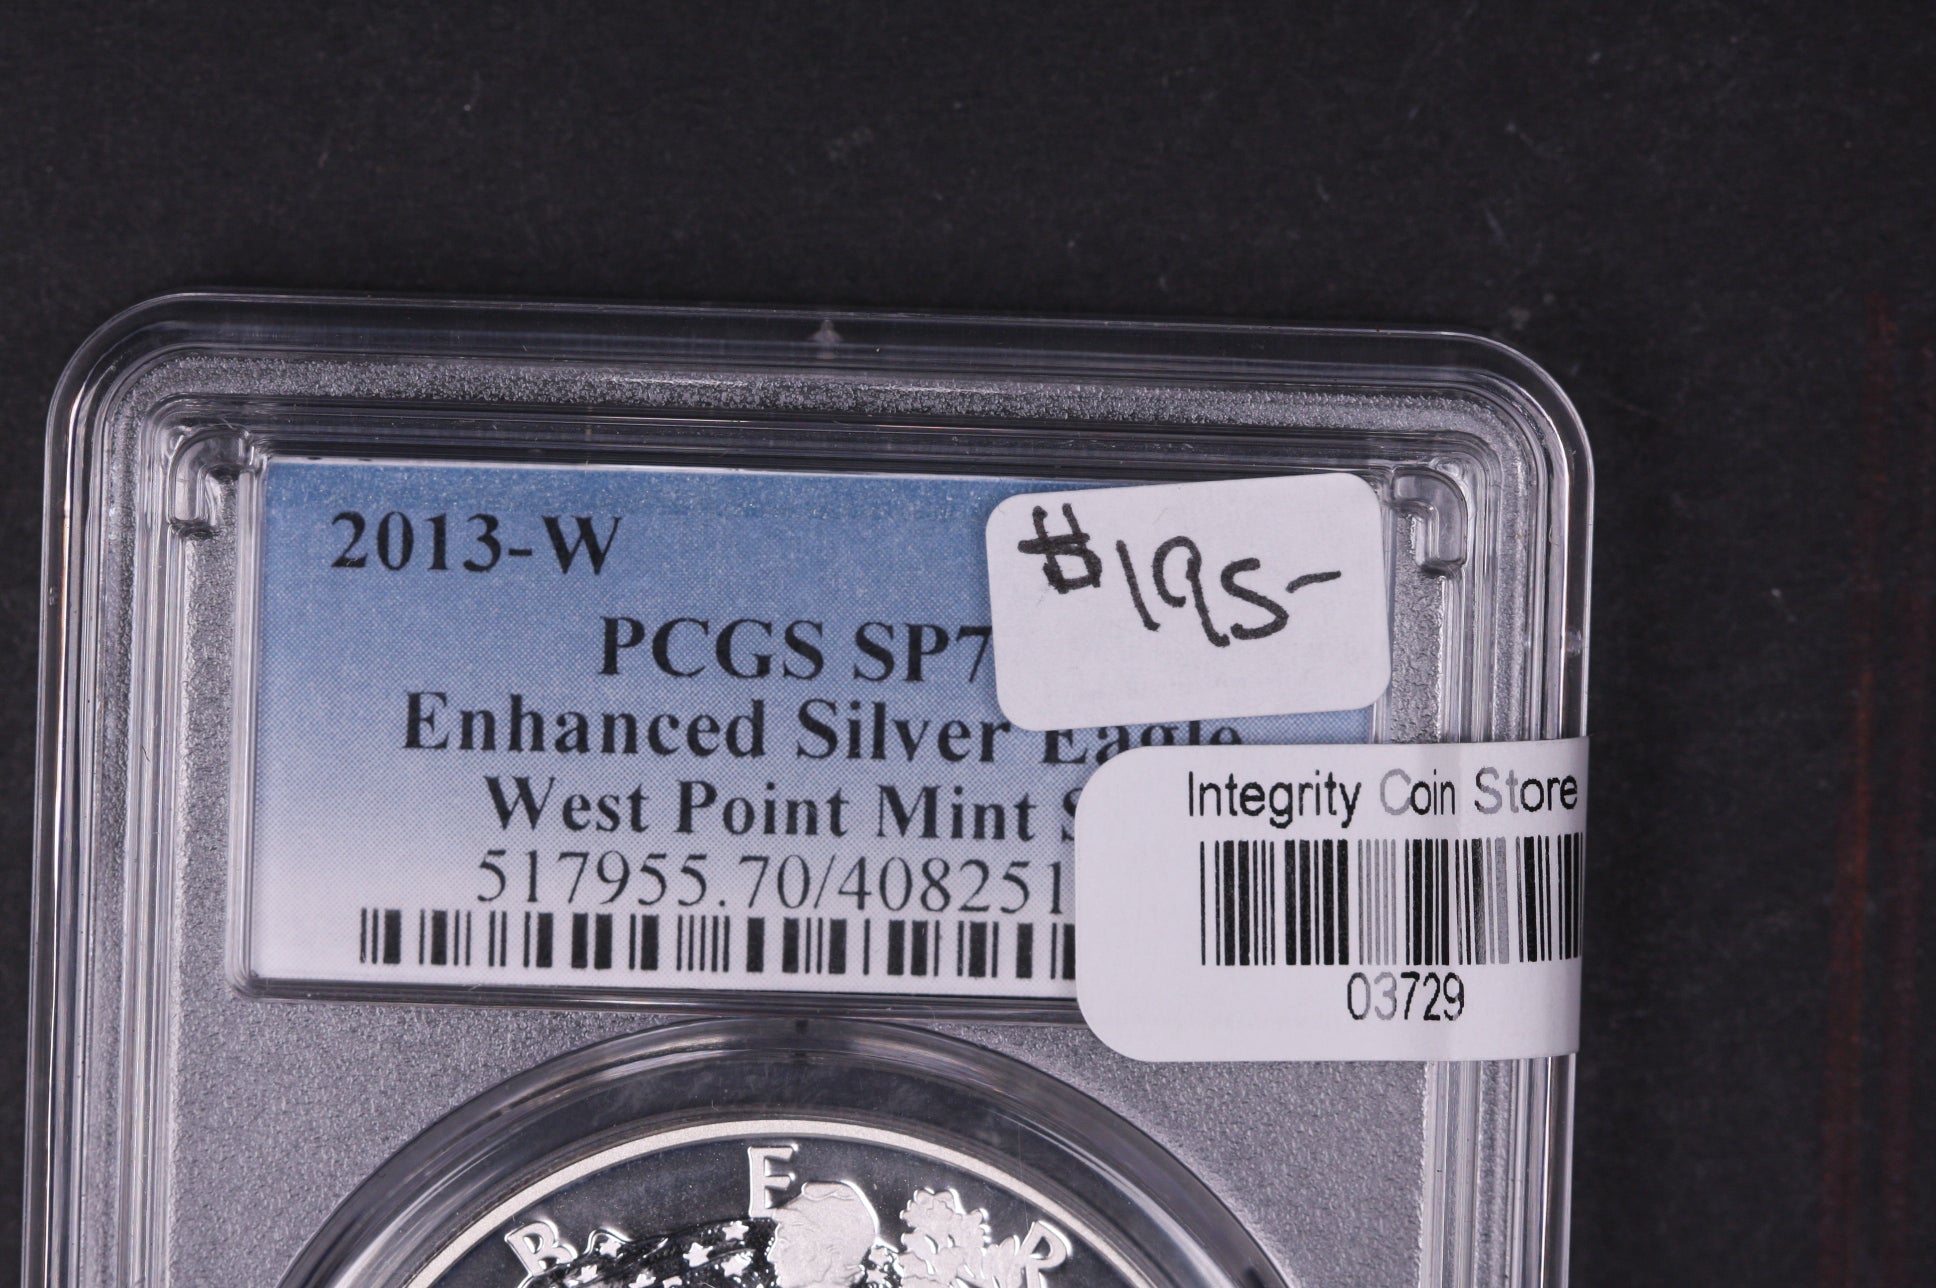 2013-W
#195-
PCGS SP7
Enhanced Silver Eagle
West Point Mint S
517955.70/408251
Integrity Coin Store
03729
B E R